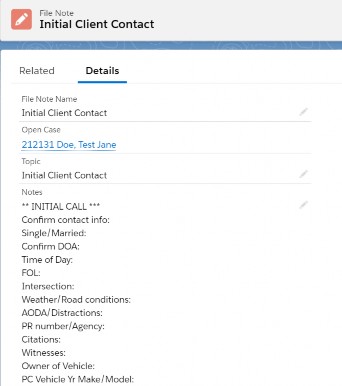 File Note
Initial Client Contact
Related Details
File Note Name
Initial Client Contact
Open Case
212131 Doe, Test Jane
Topic
Initial Client Contact
Notes
** INITIAL CALL ***
Confirm contact info:
Single/Married:
Confirm DOA:
Time of Day:
FOL:
Intersection:
Weather/Road conditions:
AODA/Distractions:
PR number/Agency:
Citations:
Witnesses:
Owner of Vehicle:
PC Vehicle Yr Make/Model: